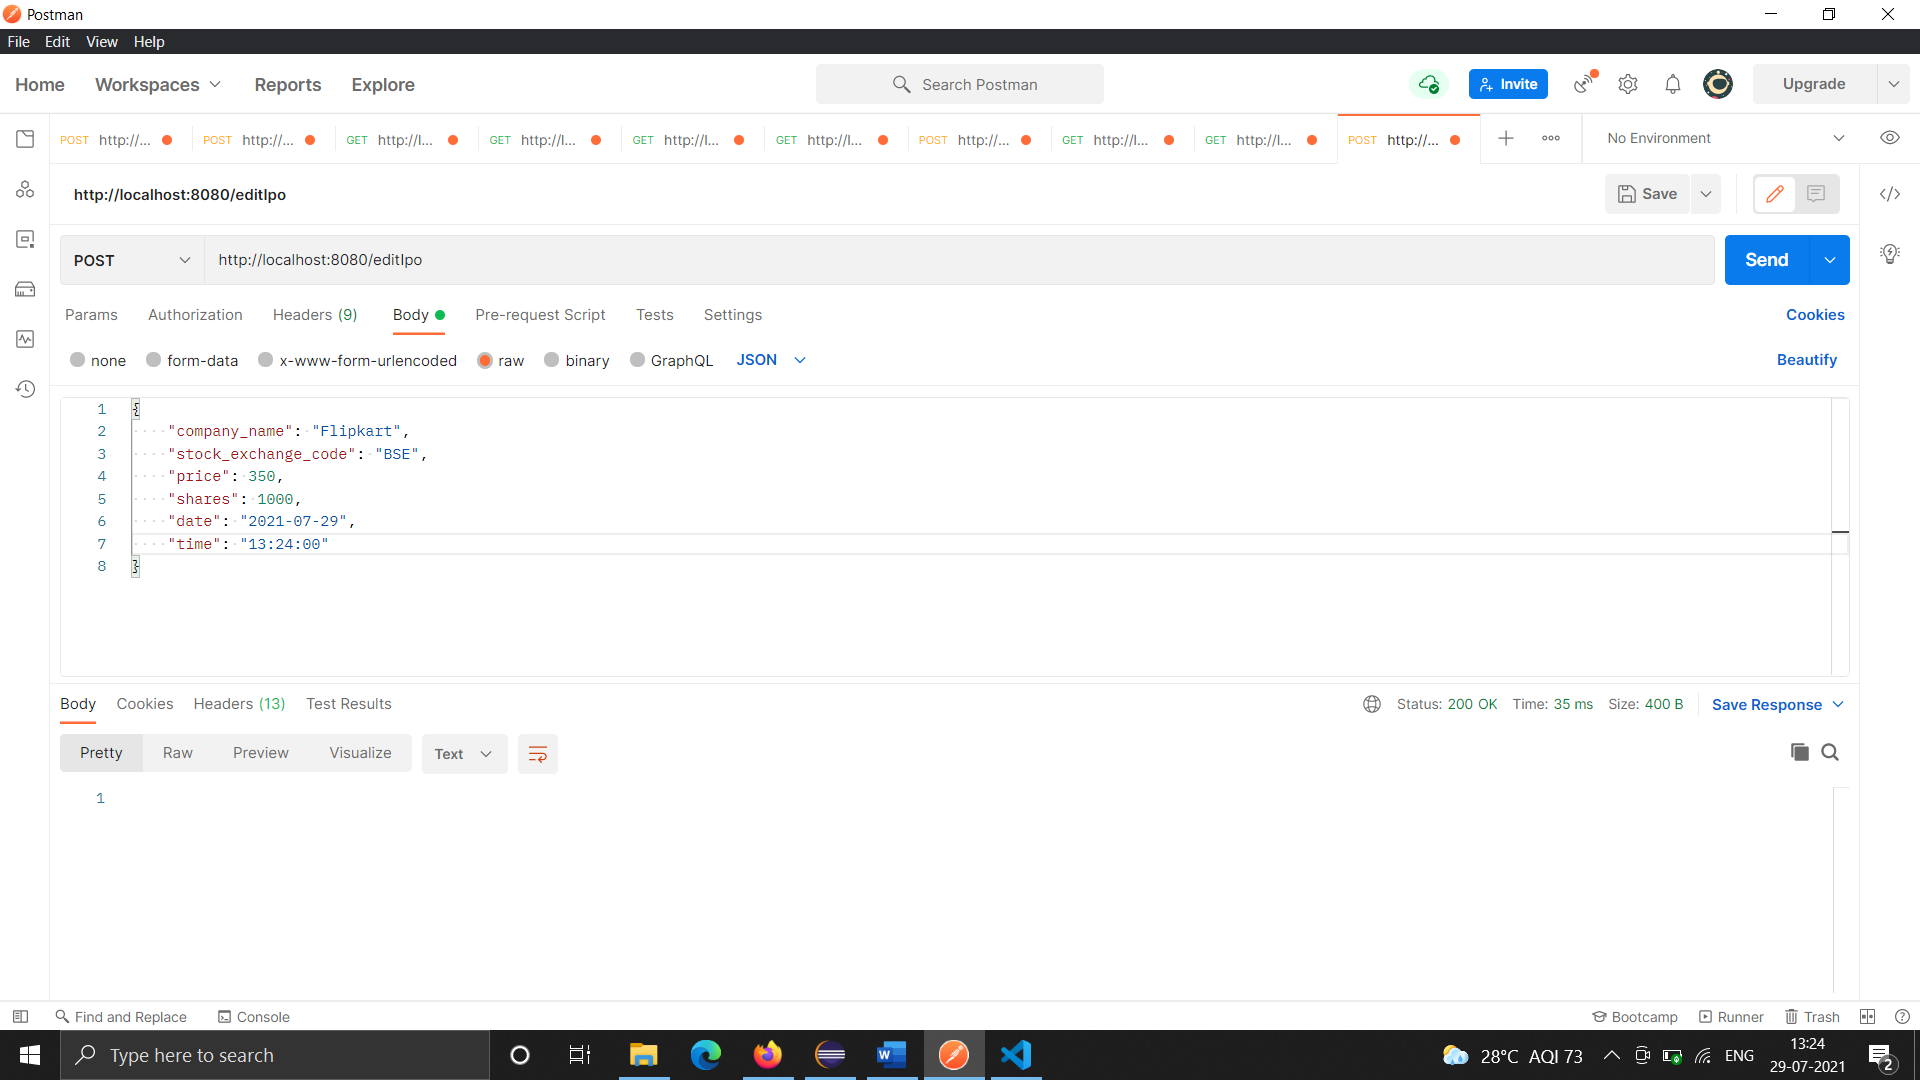 Postman
File Edit View Help
Home Workspaces Reports Explore Search Postman Invite Upgrade
POST http://... POST http://... GET http://l... GET http://l... GET http://l... GET http://l... POST http://... GET http://l... GET http://l... POST http://... No Environment
http://localhost:8080/editIpo Save
POST http://localhost:8080/editIpo Send
Params Authorization Headers (9) Body Pre-request Script Tests Settings Cookies
none form-data x-www-form-urlencoded raw binary GraphQL JSON Beautify
1 {
2 "company_name": "Flipkart",
3 "stock_exchange_code": "BSE",
4 "price": 350,
5 "shares": 1000,
6 "date": "2021-07-29",
7 "time": "13:24:00"
8 }
Body Cookies Headers (13) Test Results Status: 200 OK Time: 35 ms Size: 400 B Save Response
Pretty Raw Preview Visualize Text
1
Find and Replace Console Bootcamp Runner Trash
Type here to search 28°C AQI 73 ENG 13:24
29-07-2021 2